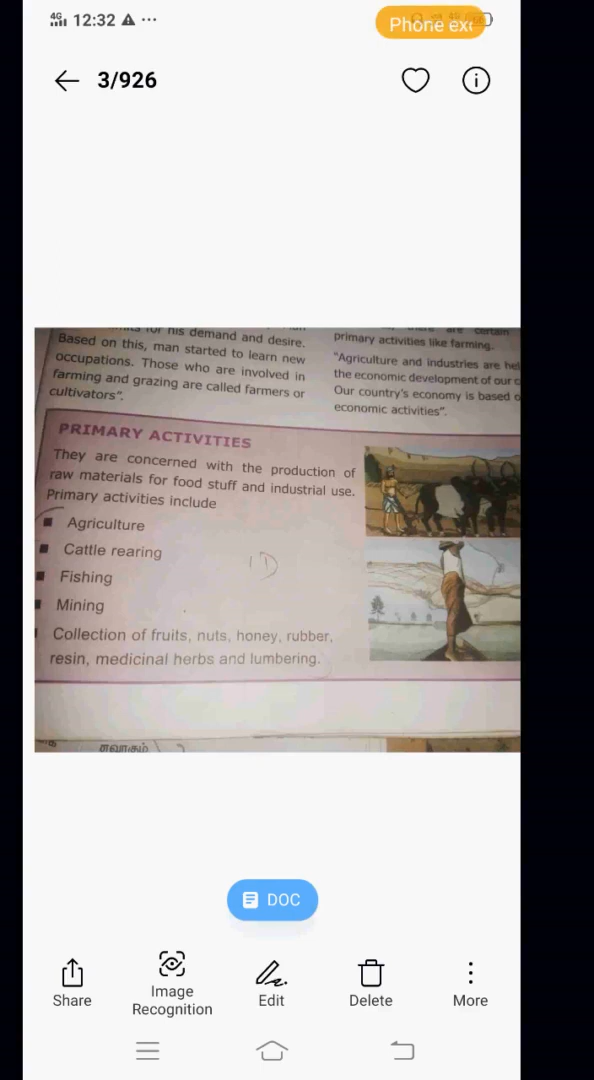 4G 12:32
Phone ex
3/926
for his demand and desire.
Based on this, man started to learn new
occupations. Those who are involved in
farming and grazing are called farmers or
cultivators".
are certain
primary activities like farming.
"Agriculture and industries are hel
the economic development of our c
Our country's economy is based o
economic activities".
PRIMARY ACTIVITIES
They are concerned with the production of
raw materials for food stuff and industrial use.
Primary activities include
Agriculture
Cattle rearing
Fishing
Mining
Collection of fruits, nuts, honey, rubber,
resin, medicinal herbs and lumbering.
DOC
Share
Image
Recognition
Edit
Delete
More